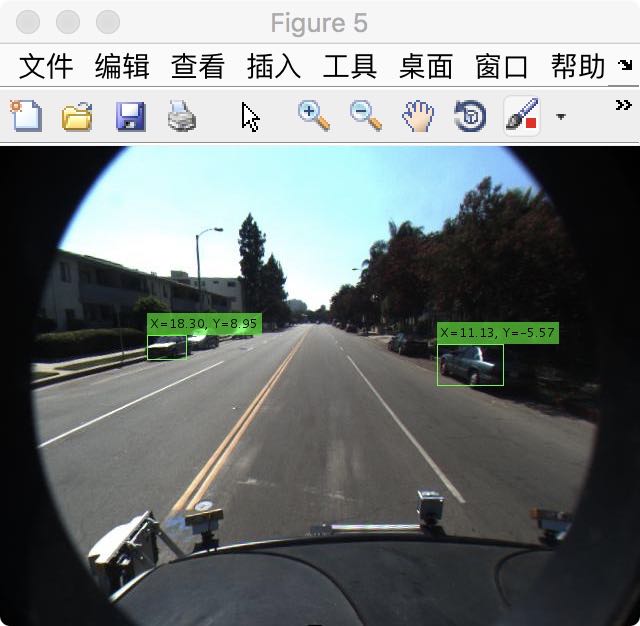 Figure 5
文件 编辑 查看 插入 工具 桌面 窗口 帮助
X=18.30, Y=8.95
X=11.13, Y=-5.57